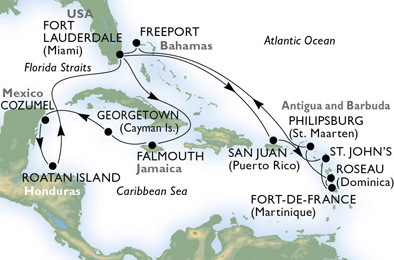 USA
FORT
LAUDERDALE
(Miami)
FREEPORT
Bahamas
Atlantic Ocean
Florida Straits
Mexico
COZUMEL
GEORGETOWN
(Cayman Is.)
Antigua and Barbuda
PHILIPSBURG
(St. Maarten)
SAN JUAN
(Puerto Rico)
ST. JOHN'S
ROSEAU
(Dominica)
FALMOUTH
Jamaica
ROATAN ISLAND
Honduras
Caribbean Sea
FORT-DE-FRANCE
(Martinique)